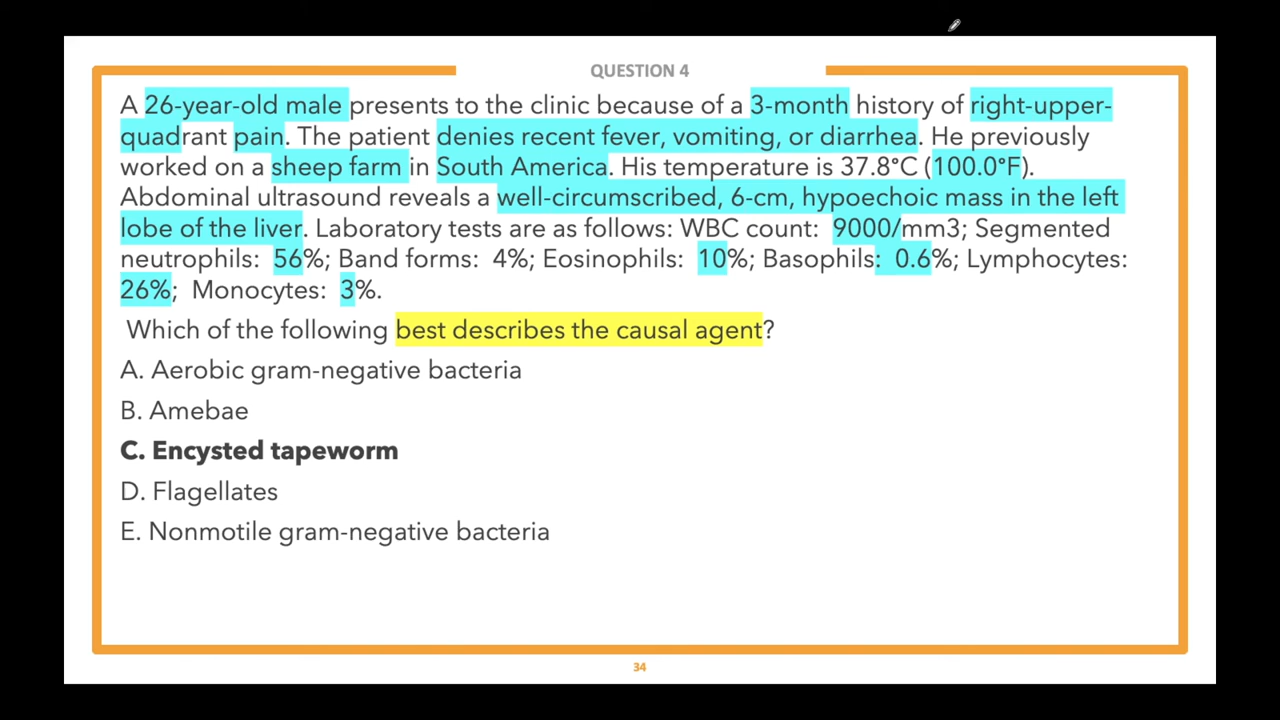 QUESTION 4
A 26-year-old male presents to the clinic because of a 3-month history of right-upper-
quadrant pain. The patient denies recent fever, vomiting, or diarrhea. He previously
worked on a sheep farm in South America. His temperature is 37.8°C (100.0°F).
Abdominal ultrasound reveals a well-circumscribed, 6-cm, hypoechoic mass in the left
lobe of the liver. Laboratory tests are as follows: WBC count: 9000/mm3; Segmented
neutrophils: 56%; Band forms: 4%; Eosinophils: 10%; Basophils: 0.6%; Lymphocytes:
26%; Monocytes: 3%.
Which of the following best describes the causal agent?
A. Aerobic gram-negative bacteria
B. Amebae
C. Encysted tapeworm
D. Flagellates
E. Nonmotile gram-negative bacteria
34